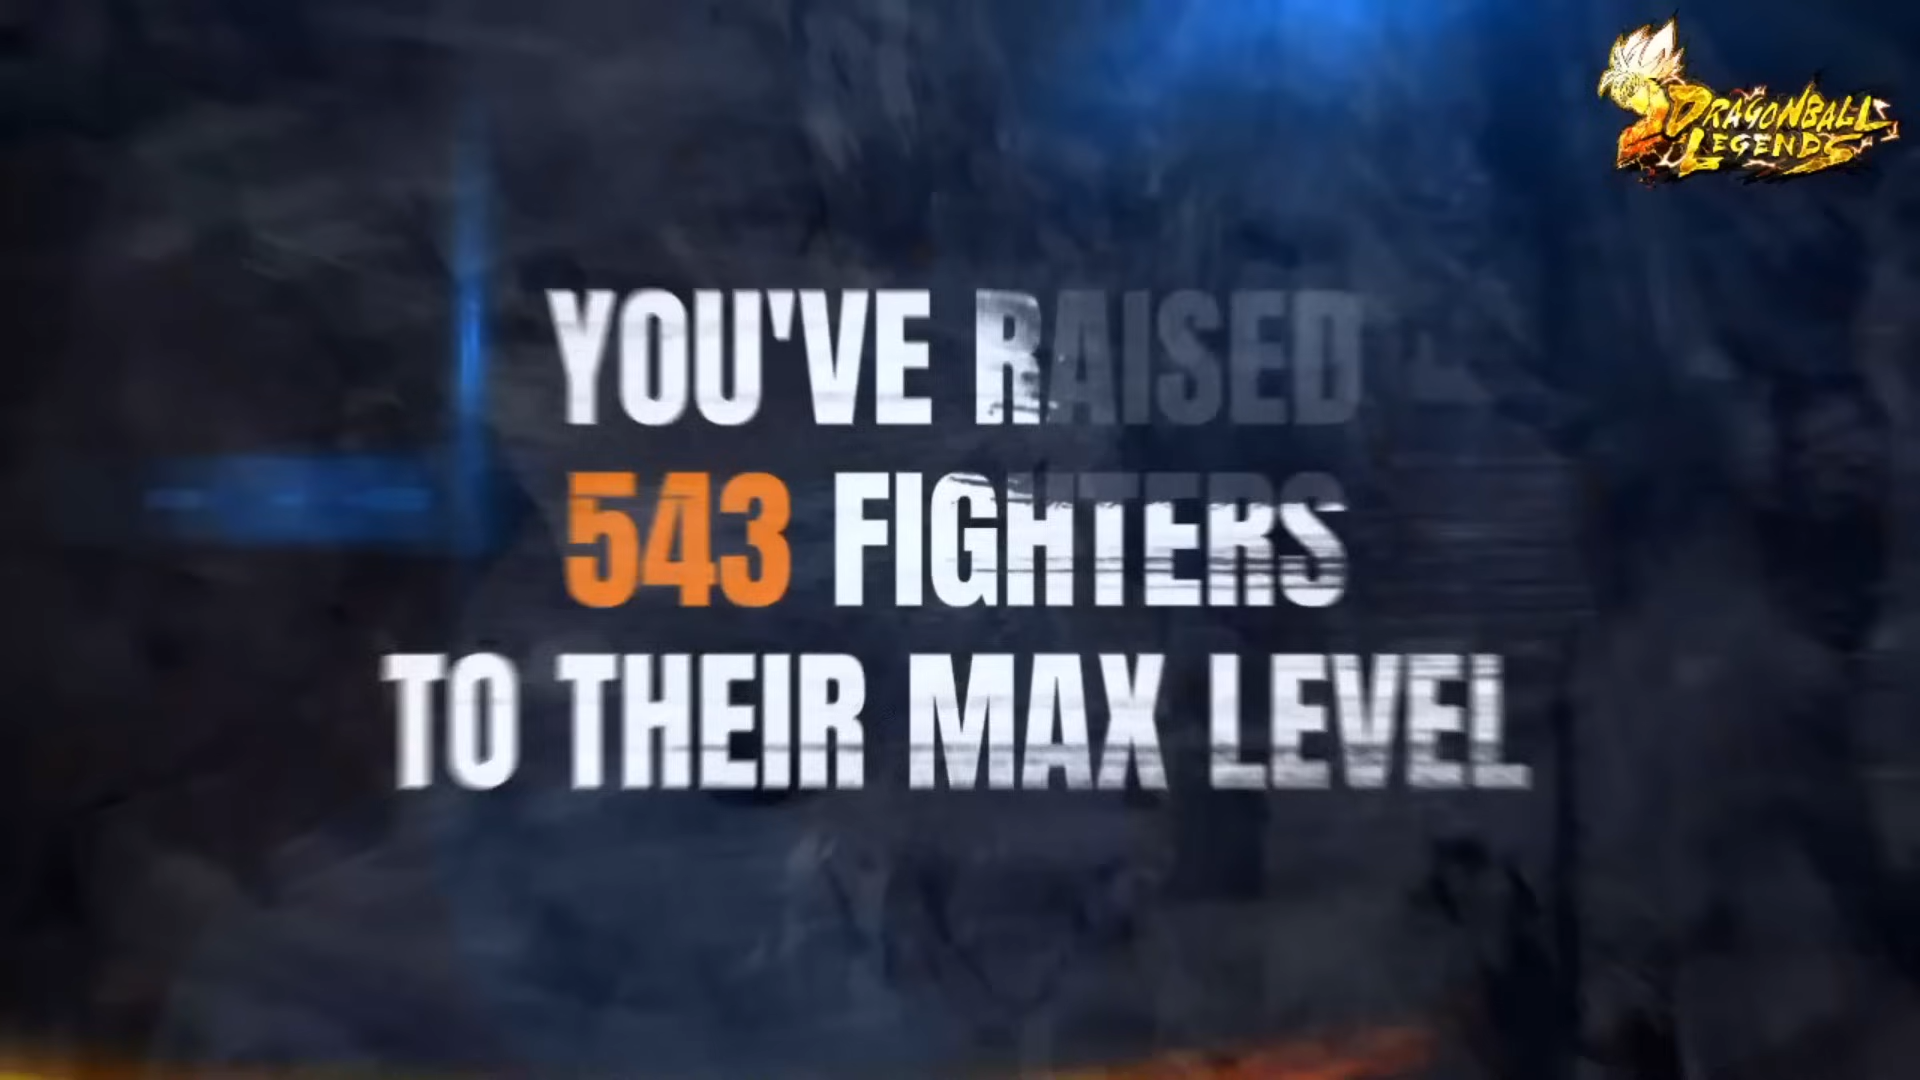 DRAGONBALL
LEGENDS
YOU'VE RAISED
543 FIGHTERS
TO THEIR MAX LEVEL